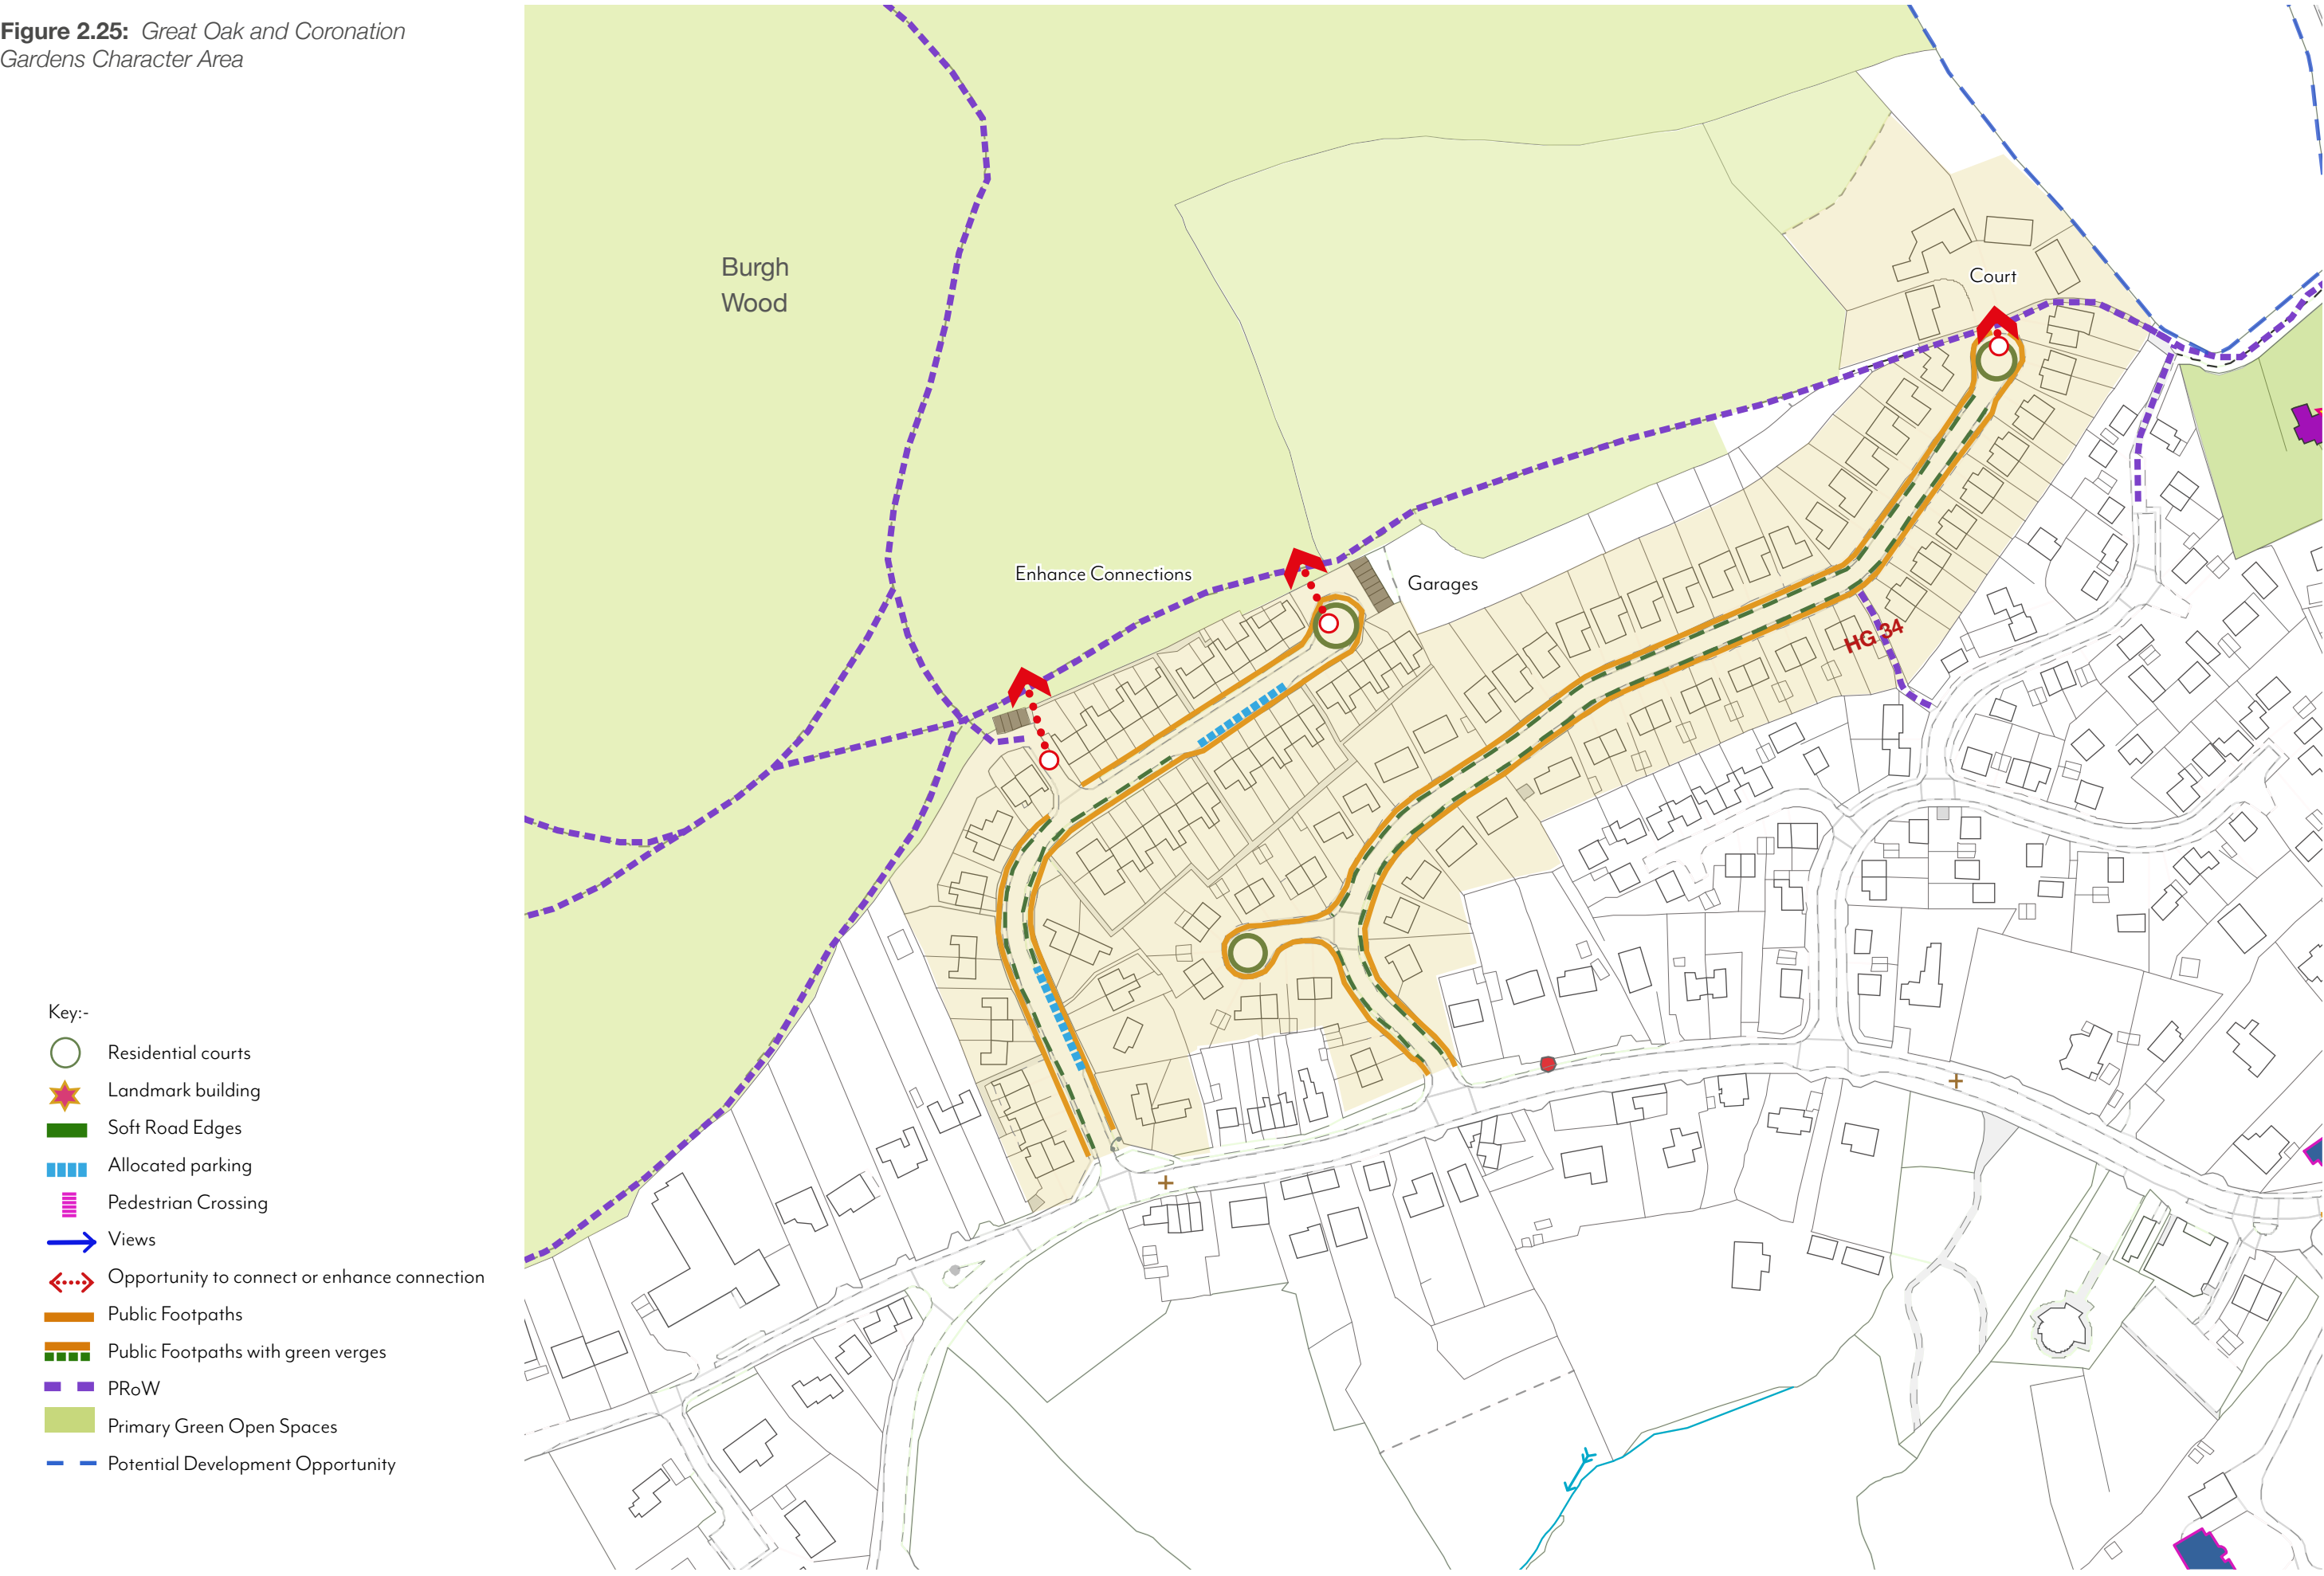 Figure 2.25: Great Oak and Coronation
Gardens Character Area
Burgh
Wood
Court
Enhance Connections
Garages
HG 34
Key:-
Residential courts
Landmark building
Soft Road Edges
Allocated parking
Pedestrian Crossing
Views
Opportunity to connect or enhance connection
Public Footpaths
Public Footpaths with green verges
PRoW
Primary Green Open Spaces
Potential Development Opportunity